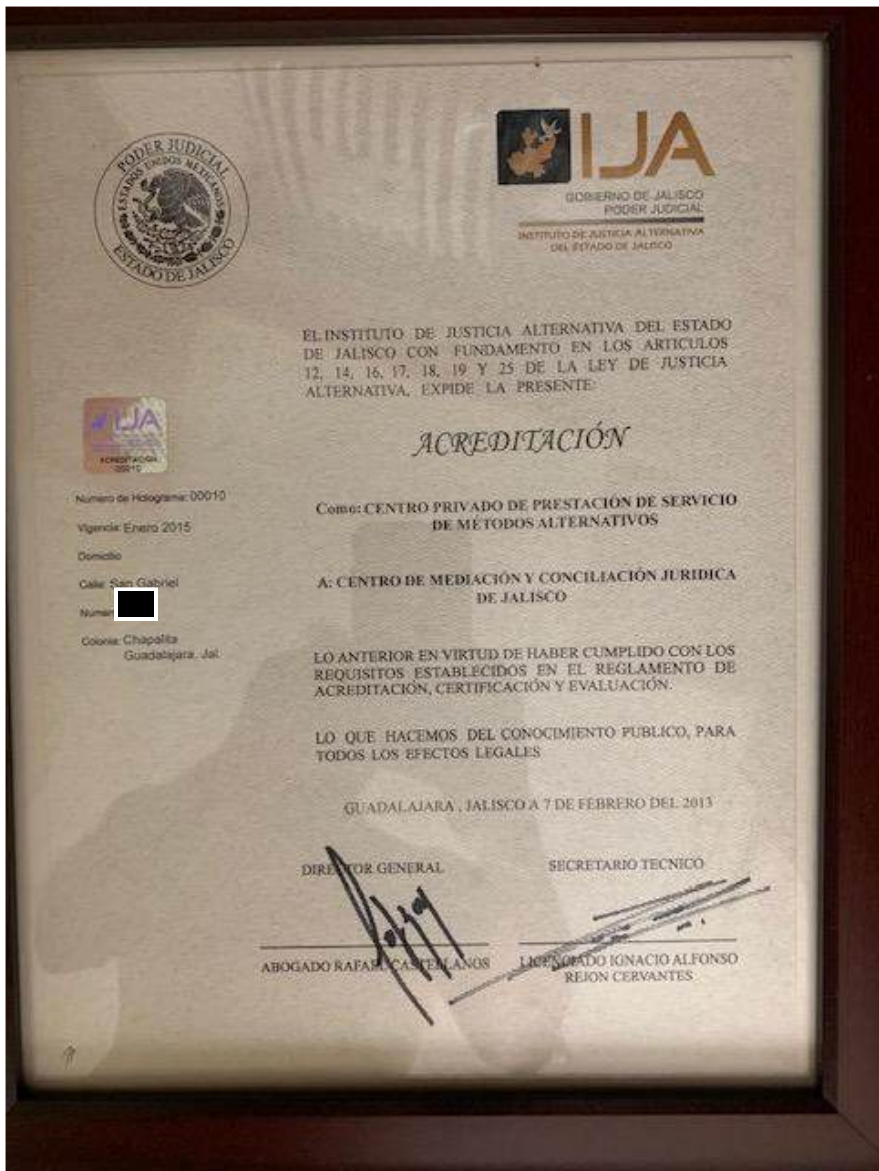 PODER JUDICIAL
ESTADOS UNIDOS MEXICANOS
ESTADO DE JALISCO
IJA
GOBIERNO DE JALISCO
PODER JUDICIAL
INSTITUTO DE JUSTICIA ALTERNATIVA
DEL ESTADO DE JALISCO
EL INSTITUTO DE JUSTICIA ALTERNATIVA DEL ESTADO
DE JALISCO CON FUNDAMENTO EN LOS ARTICULOS
12, 14, 16, 17, 18, 19 Y 25 DE LA LEY DE JUSTICIA
ALTERNATIVA, EXPIDE LA PRESENTE:
ACREDITACIÓN
IJA
ACREDITACION
00010
Numero de Holograma: 00010
Vigencia: Enero 2015
Domicilio
Calle: San Gabriel
Numero
Colonia: Chapalita
Guadalajara, Jal.
Como: CENTRO PRIVADO DE PRESTACIÓN DE SERVICIO
DE MÉTODOS ALTERNATIVOS
A: CENTRO DE MEDIACIÓN Y CONCILIACIÓN JURIDICA
DE JALISCO
LO ANTERIOR EN VIRTUD DE HABER CUMPLIDO CON LOS
REQUISITOS ESTABLECIDOS EN EL REGLAMENTO DE
ACREDITACIÓN, CERTIFICACIÓN Y EVALUACIÓN.
LO QUE HACEMOS DEL CONOCIMIENTO PUBLICO, PARA
TODOS LOS EFECTOS LEGALES
GUADALAJARA , JALISCO A 7 DE FEBRERO DEL 2013
DIRECTOR GENERAL
SECRETARIO TECNICO
ABOGADO RAFAEL CASTELLANOS
LICENCIADO IGNACIO ALFONSO
REJON CERVANTES